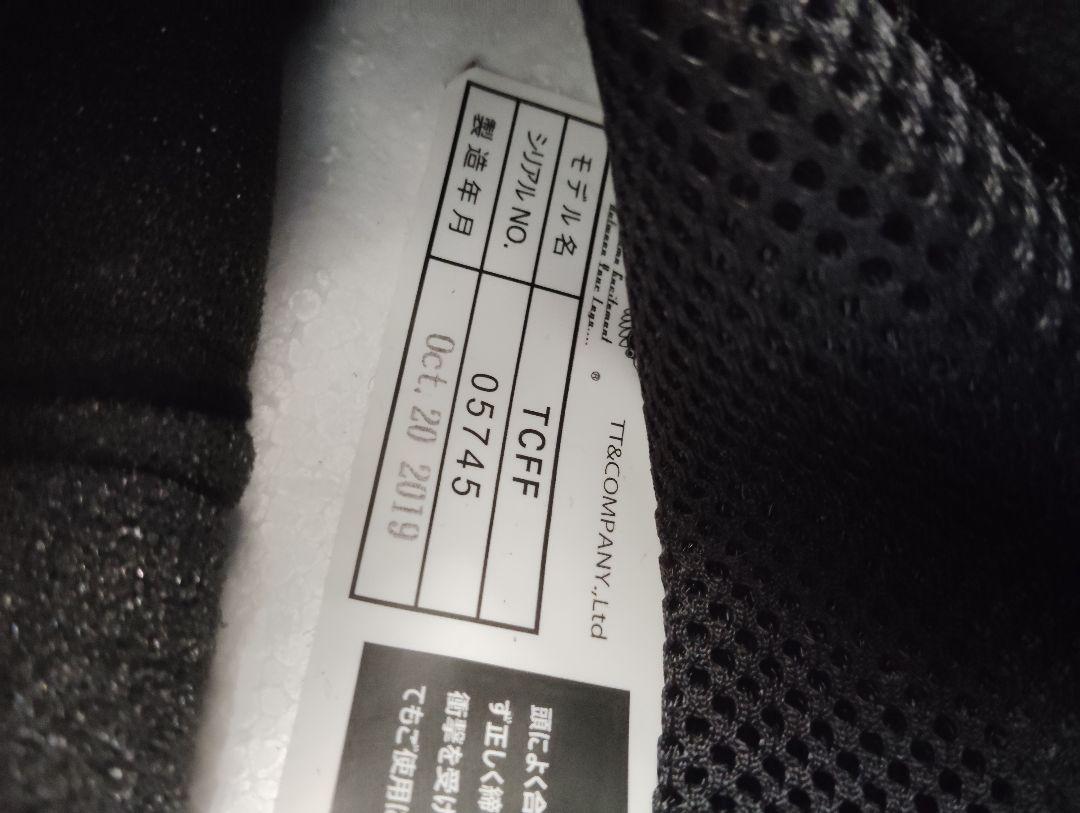 TT&COMPANY.,Ltd
®
モデル名 TCFF
シリアルNO. 05745
製造年月 Oct. 20 2019
頭によく合
ず正しく締
衝撃を受け
てもご使用に